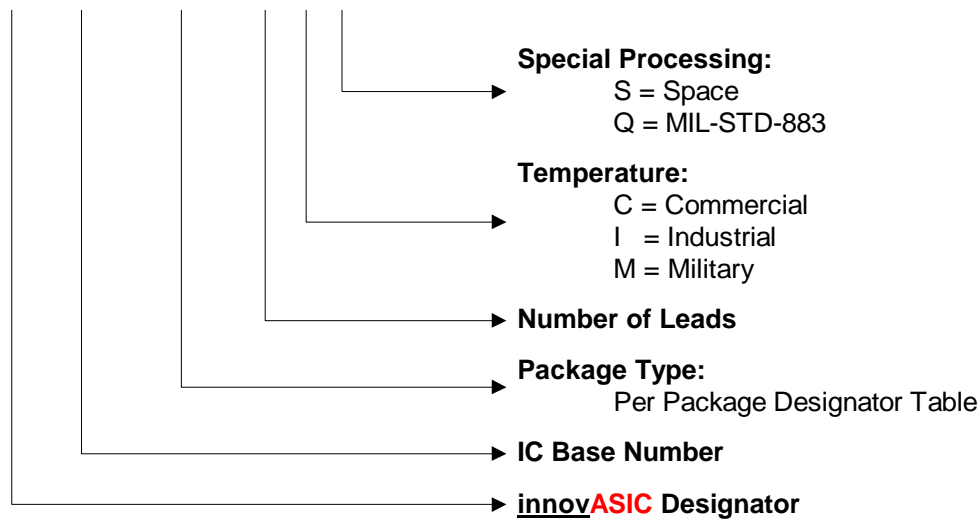 Special Processing:
S = Space
Q = MIL-STD-883
Temperature:
C = Commercial
I = Industrial
M = Military
Number of Leads
Package Type:
Per Package Designator Table
IC Base Number
innovASIC Designator